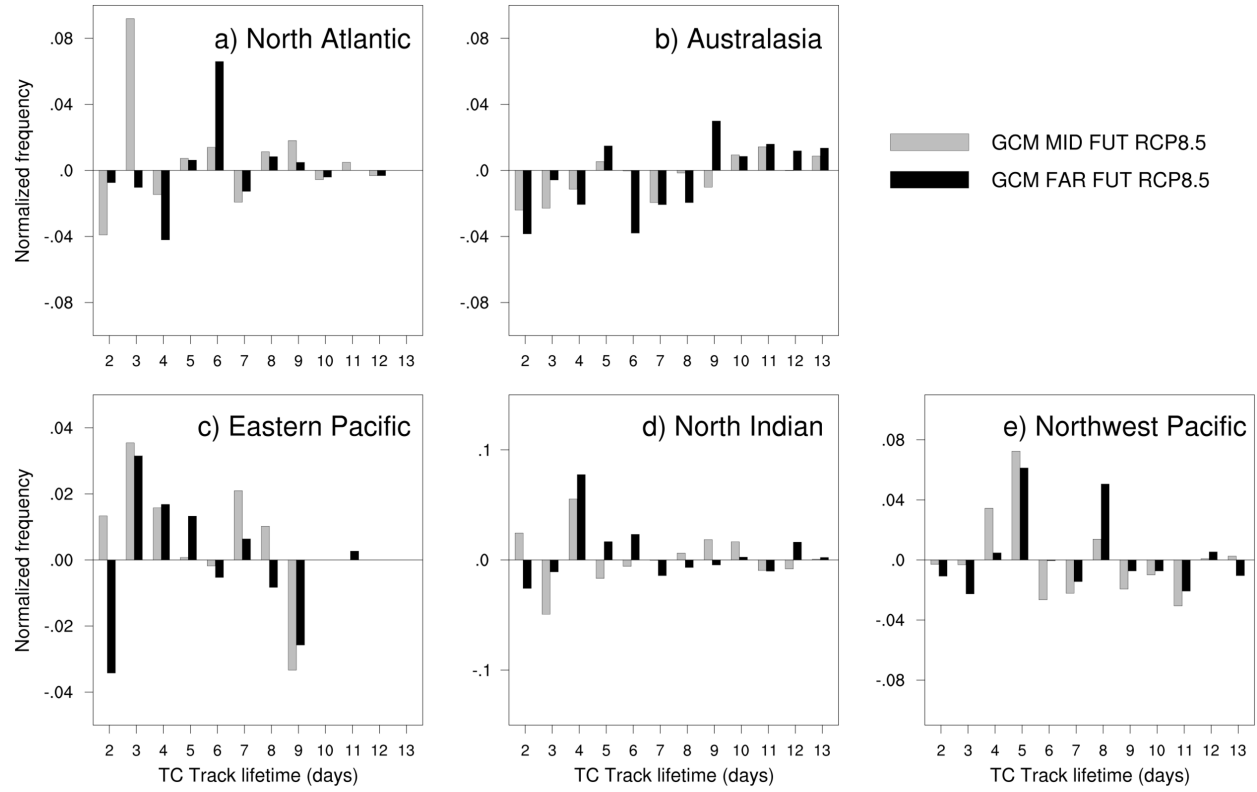 a) North Atlantic
Normalized frequency
.08
.04
.0
-.04
-.08
2 3 4 5 6 7 8 9 10 11 12 13
b) Australasia
.08
.04
.0
-.04
-.08
2 3 4 5 6 7 8 9 10 11 12 13
GCM MID FUT RCP8.5
GCM FAR FUT RCP8.5
c) Eastern Pacific
Normalized frequency
.04
.02
.00
-.02
-.04
2 3 4 5 6 7 8 9 10 11 12 13
TC Track lifetime (days)
d) North Indian
.1
.0
-.1
2 3 4 5 6 7 8 9 10 11 12 13
TC Track lifetime (days)
e) Northwest Pacific
.08
.04
.0
-.04
-.08
2 3 4 5 6 7 8 9 10 11 12 13
TC Track lifetime (days)